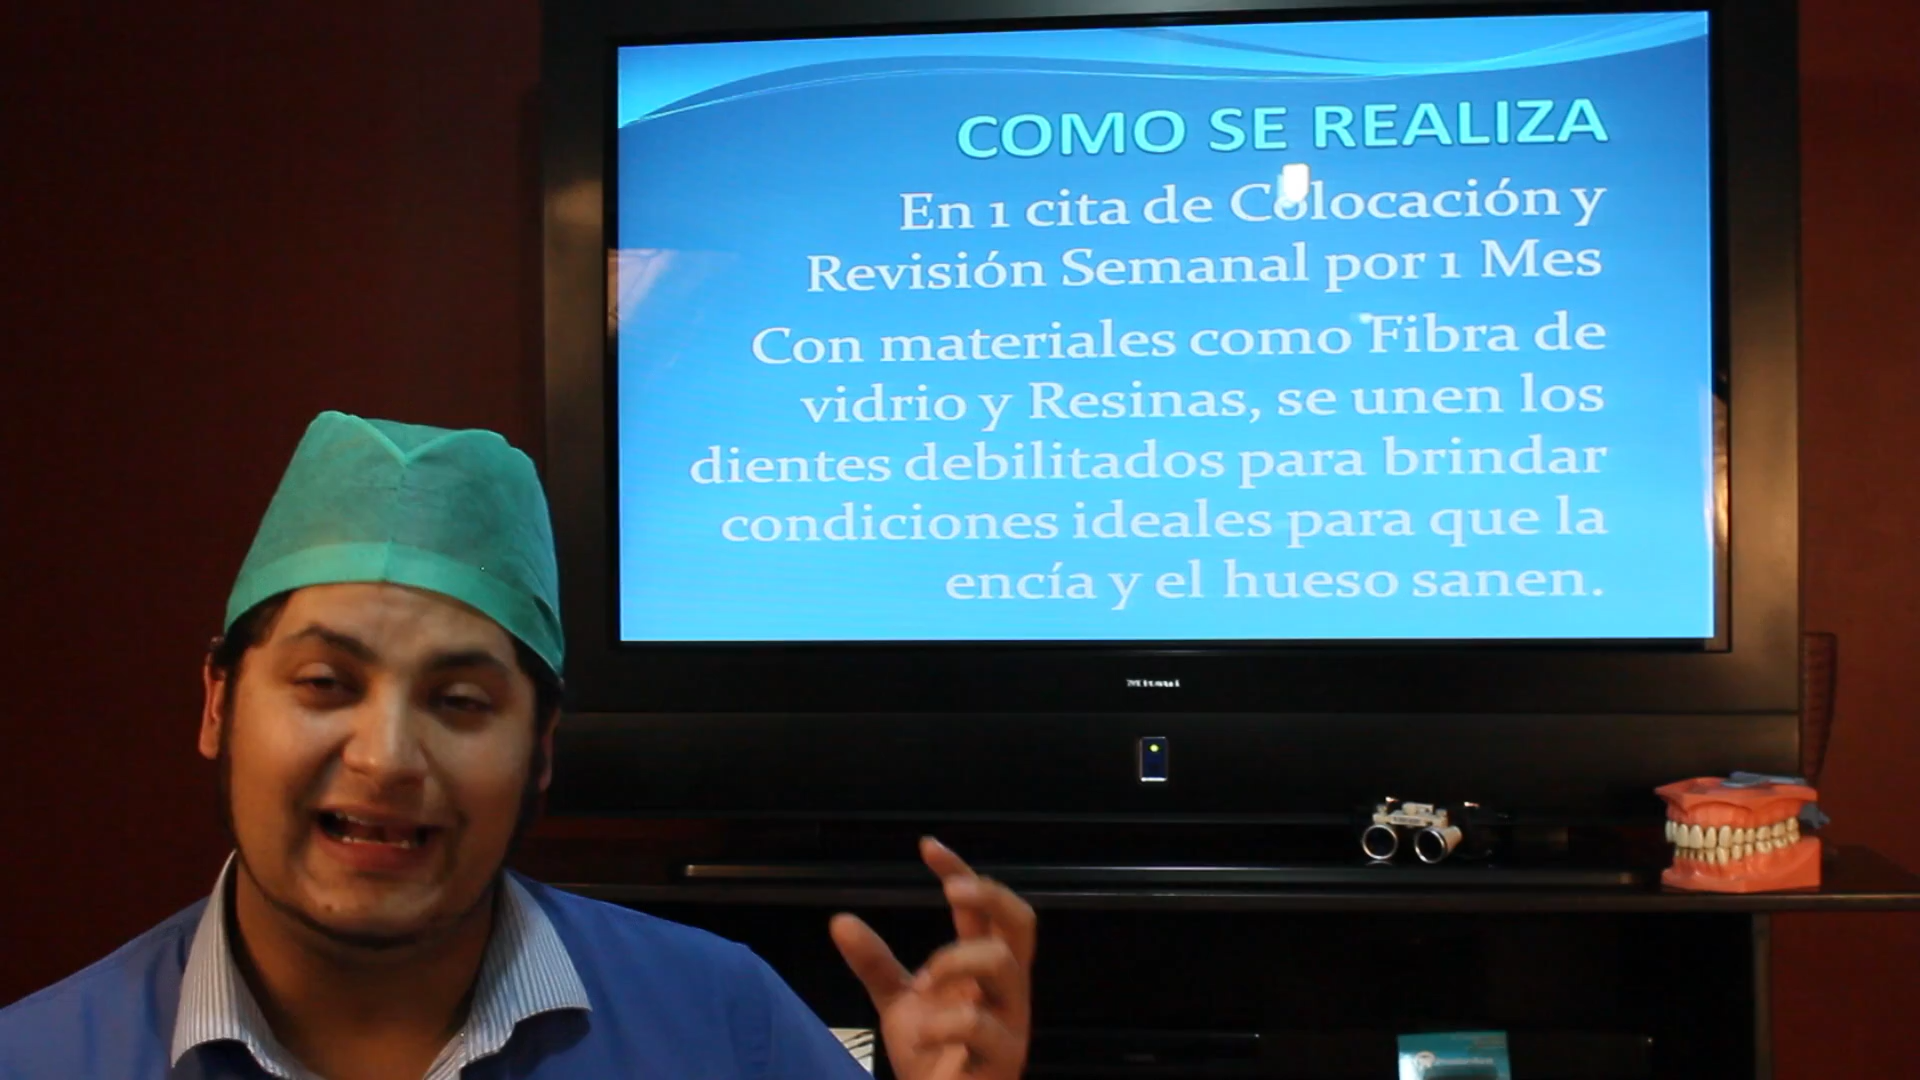 COMO SE REALIZA
En 1 cita de Colocación y
Revisión Semanal por 1 Mes
Con materiales como Fibra de
vidrio y Resinas, se unen los
dientes debilitados para brindar
condiciones ideales para que la
encía y el hueso sanen.